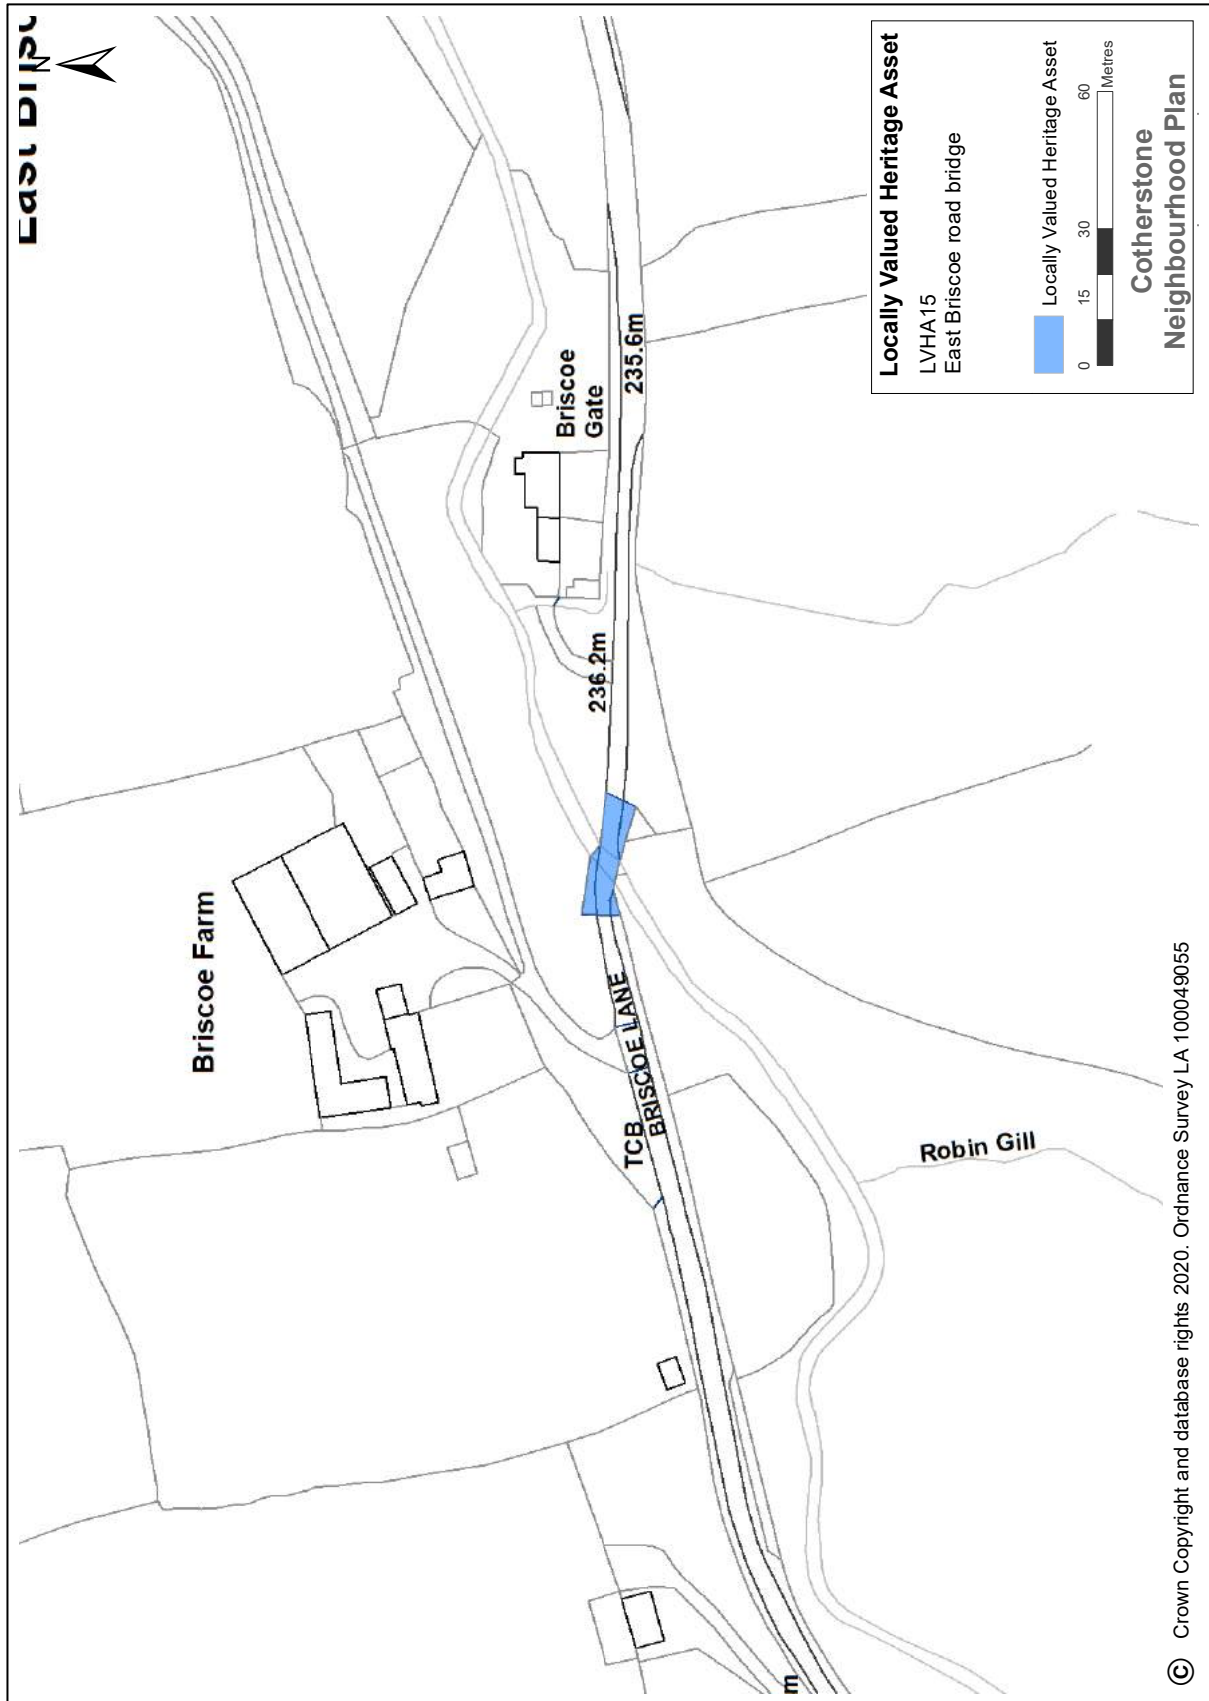 East Brisc
N
Briscoe Farm
Briscoe
Gate
235.6m
236.2m
TCB
BRISCOE LANE
Robin Gill
m
Locally Valued Heritage Asset
LVHA15
East Briscoe road bridge
Locally Valued Heritage Asset
0 15 30 60
Metres
Cotherstone
Neighbourhood Plan
© Crown Copyright and database rights 2020. Ordnance Survey LA 100049055